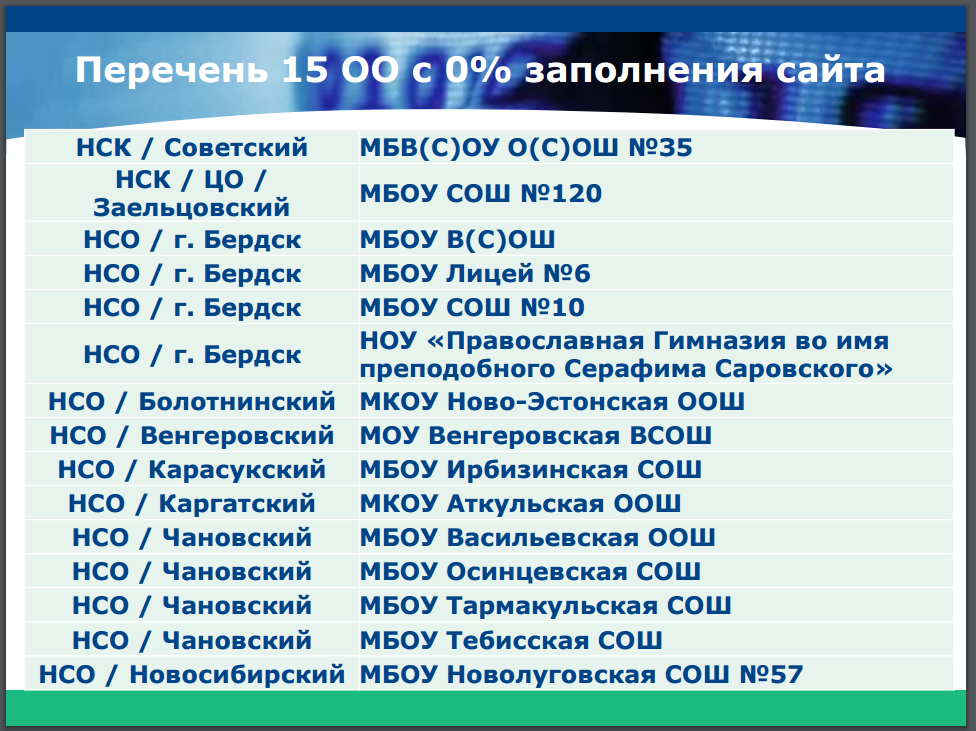 Перечень 15 ОО с 0% заполнения сайта
НСК / Советский МБВ(С)ОУ О(С)ОШ №35
НСК / ЦО /
Заельцовский
МБОУ СОШ №120
НСО / г. Бердск МБОУ В(С)ОШ
НСО / г. Бердск МБОУ Лицей №6
НСО / г. Бердск МБОУ СОШ №10
НСО / г. Бердск
НОУ «Православная Гимназия во имя
преподобного Серафима Саровского»
НСО / Болотнинский МКОУ Ново-Эстонская ООШ
НСО / Венгеровский МОУ Венгеровская ВСОШ
НСО / Карасукский МБОУ Ирбизинская СОШ
НСО / Каргатский МКОУ Аткульская ООШ
НСО / Чановский МБОУ Васильевская ООШ
НСО / Чановский МБОУ Осинцевская СОШ
НСО / Чановский МБОУ Тармакульская СОШ
НСО / Чановский МБОУ Тебисская СОШ
НСО / Новосибирский МБОУ Новолуговская СОШ №57